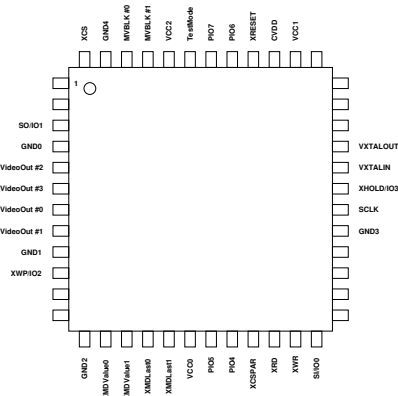 XCS
GND4
MVBLK #0
MVBLK #1
VCC2
TestMode
PIO7
PIO6
XRESET
CVDD
VCC1
1
SO/IO1
GND0
VideoOut #2
VideoOut #3
VideoOut #0
VideoOut #1
GND1
XWP/IO2
VXTALOUT
VXTALIN
XHOLD/IO3
SCLK
GND3
GND2
XMDValue0
XMDValue1
XMDLast0
XMDLast1
VCC0
PIO5
PIO4
XCSPAR
XRD
XWR
SI/IO0